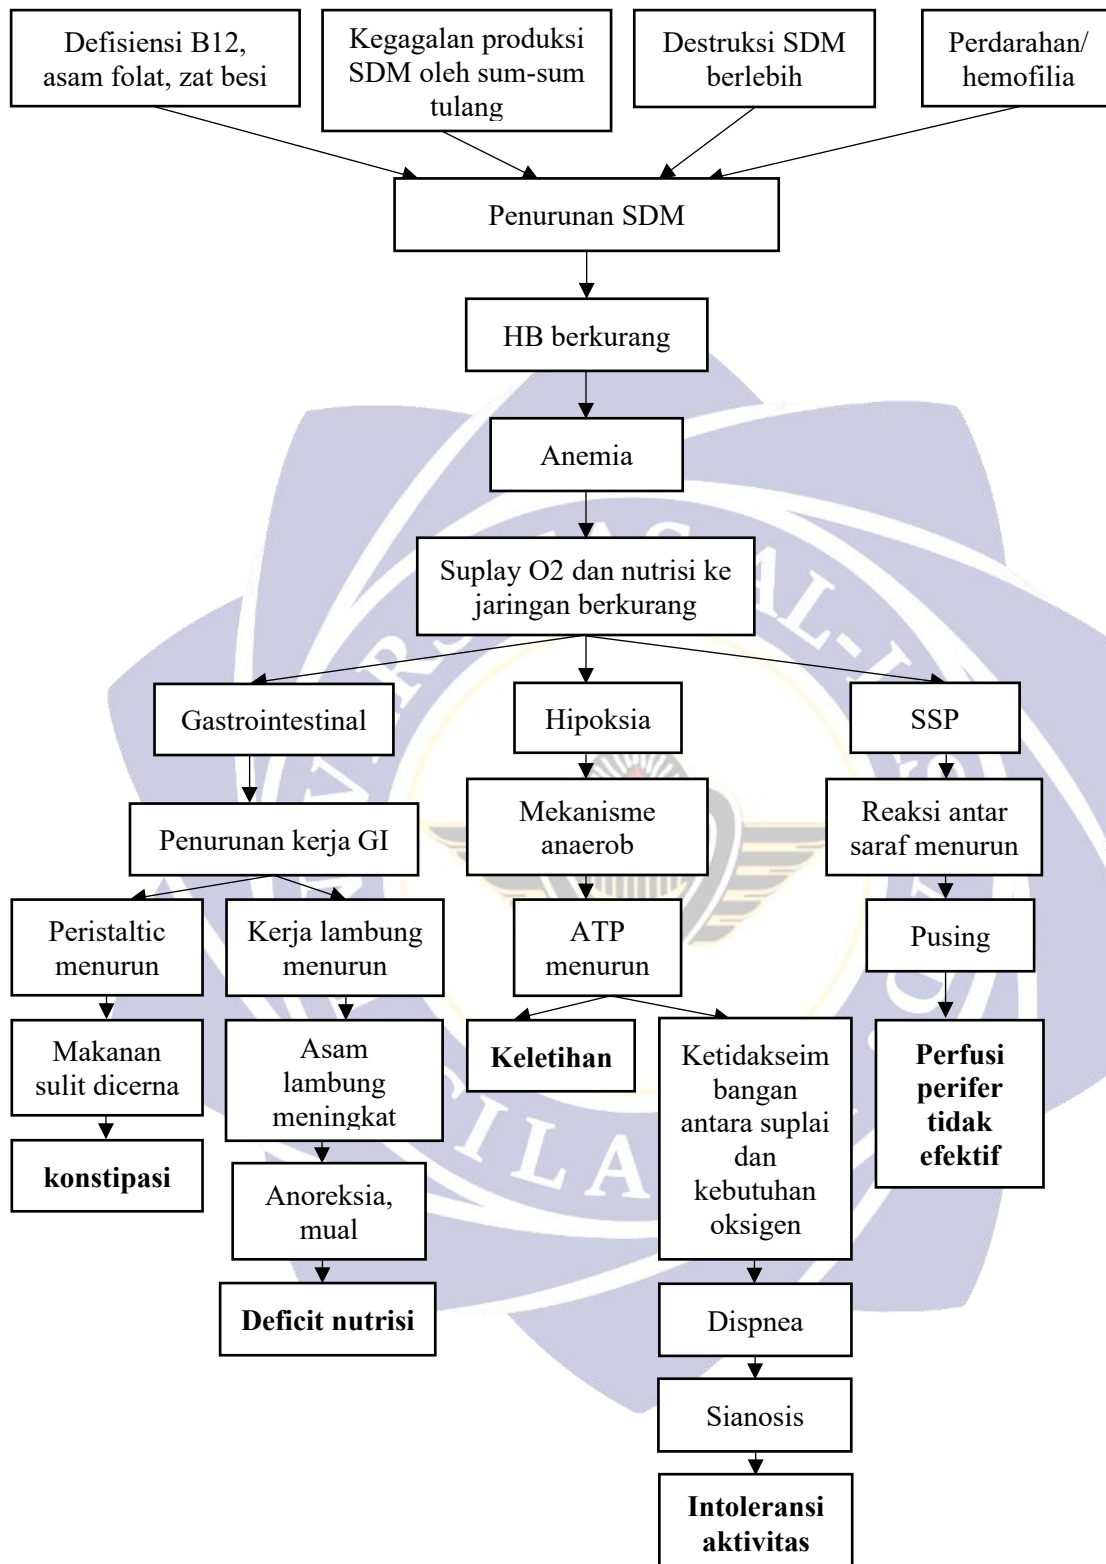 Defisiensi B12,
asam folat, zat besi
Kegagalan produksi
SDM oleh sum-sum
tulang
Destruksi SDM
berlebih
Perdarahan/
hemofilia
Penurunan SDM
HB berkurang
Anemia
Suplay O2 dan nutrisi ke
jaringan berkurang
Gastrointestinal
Hipoksia
SSP
Penurunan kerja GI
Mekanisme
anaerob
Reaksi antar
saraf menurun
Peristaltic
menurun
Kerja lambung
menurun
ATP
menurun
Pusing
Makanan
sulit dicerna
Asam
lambung
meningkat
Keletihan
Ketidakseim
bangan
antara suplai
dan
kebutuhan
oksigen
Perfusi
perifer
tidak
efektif
konstipasi
Anoreksia,
mual
Deficit nutrisi
Dispnea
Sianosis
Intoleransi
aktivitas